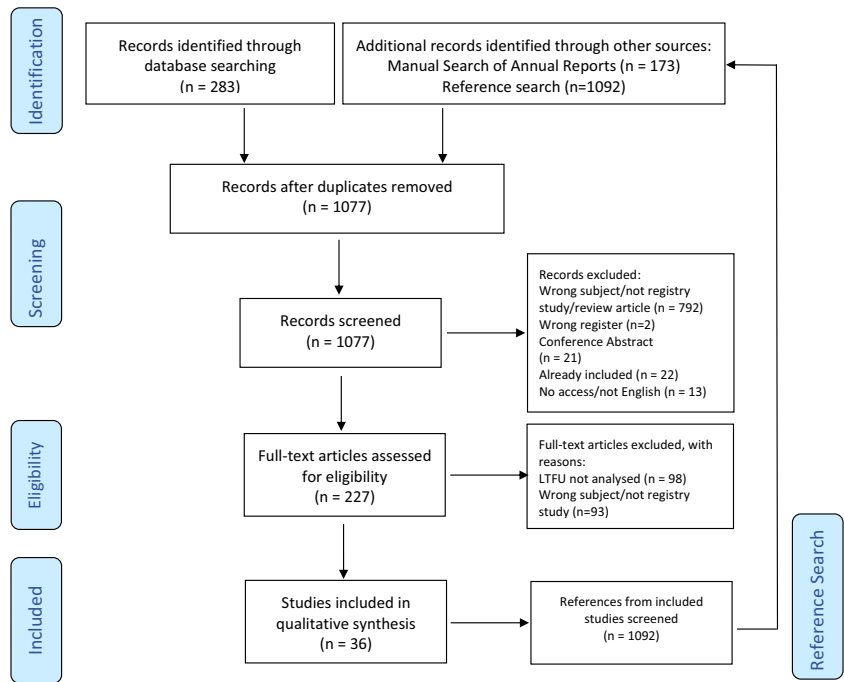 Identification
Records identified through
database searching
(n = 283)
Additional records identified through other sources:
Manual Search of Annual Reports (n = 173)
Reference search (n=1092)
Records after duplicates removed
(n = 1077)
Screening
Records screened
(n = 1077)
Records excluded:
Wrong subject/not registry
study/review article (n = 792)
Wrong register (n=2)
Conference Abstract
(n = 21)
Already included (n = 22)
No access/not English (n = 13)
Eligibility
Full-text articles assessed
for eligibility
(n = 227)
Full-text articles excluded, with
reasons:
LTFU not analysed (n = 98)
Wrong subject/not registry
study (n=93)
Included
Studies included in
qualitative synthesis
(n = 36)
References from included
studies screened
(n = 1092)
Reference Search